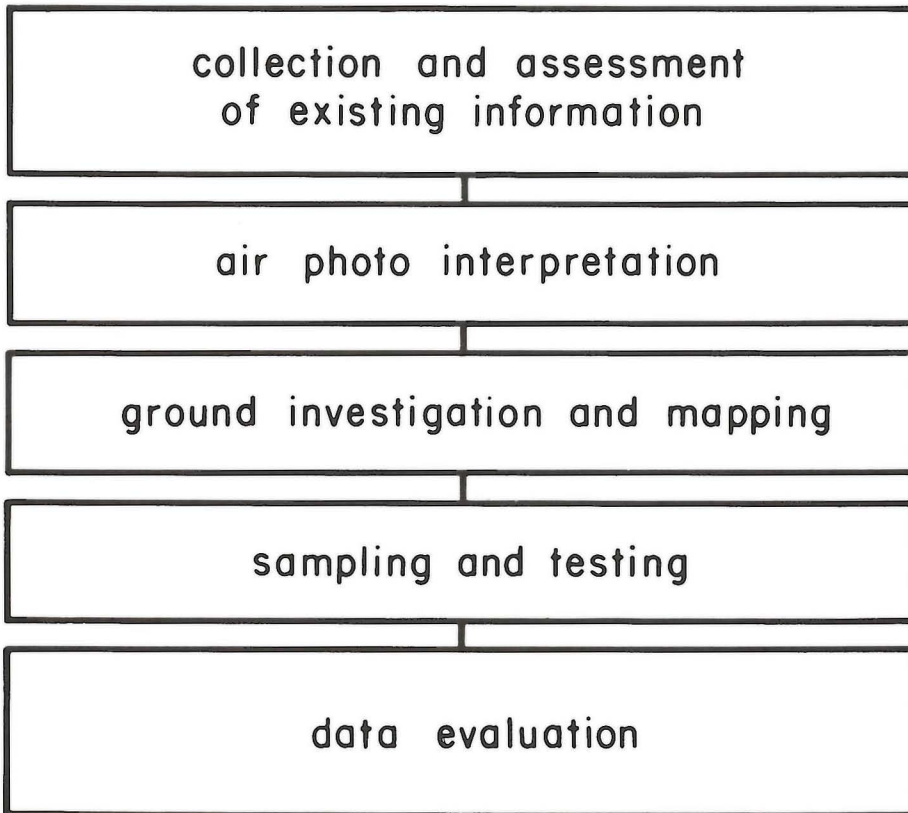 collection and assessment
of existing information
air photo interpretation
ground investigation and mapping
sampling and testing
data evaluation